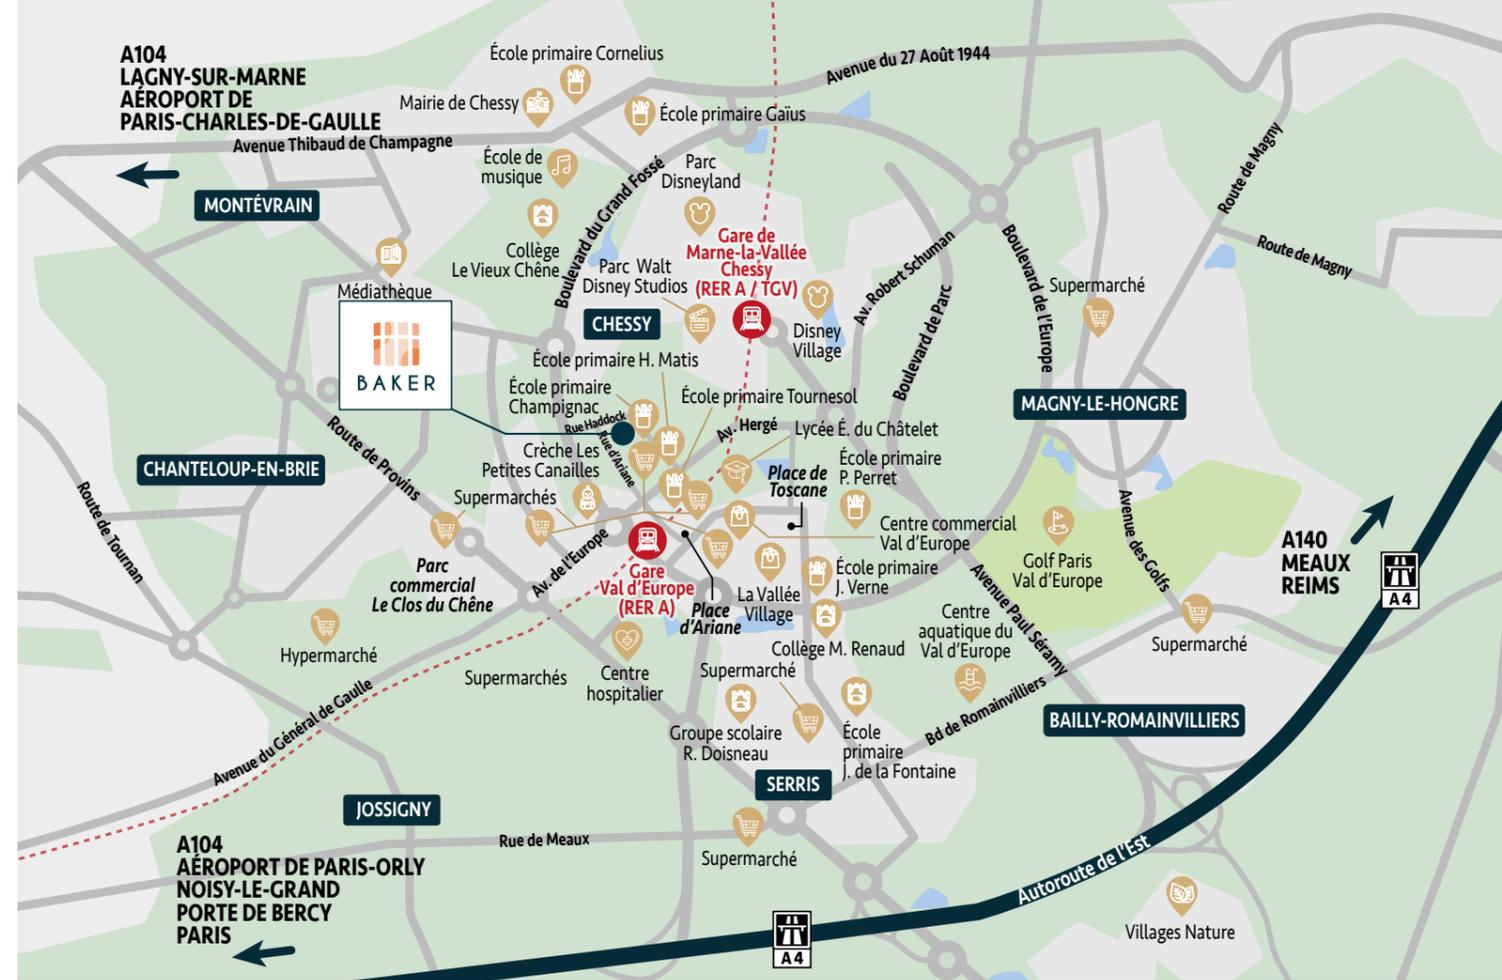 A104
LAGNY-SUR-MARNE
AÉROPORT DE
PARIS-CHARLES-DE-GAULLE
Avenue Thibaud de Champagne
MONTÉVRAIN
École primaire Cornelius
Mairie de Chessy
École primaire Gaïus
Avenue du 27 Août 1944
École de
musique
Boulevard du Grand Fossé
Parc
Disneyland
Collège
Le Vieux Chêne
Médiathèque
Gare de
Marne-la-Vallée
Chessy
(RER A / TGV)
Parc Walt
Disney Studios
CHESSY
Disney
Village
Av. Robert Schuman
Boulevard de Parc
Boulevard de l'Europe
Supermarché
Route de Magny
Route de Magny
MAGNY-LE-HONGRE
BAKER
École primaire H. Matis
École primaire
Champignac
École primaire Tournesol
Rue Haddock
Rue d'Ariane
Av. Hergé
Lycée É. du Châtelet
Crèche Les
Petites Canailles
Place de
Toscane
École primaire
P. Perret
Supermarchés
Route de Provins
CHANTELOUP-EN-BRIE
Route de Tournan
Centre commercial
Val d'Europe
Av. de l'Europe
Parc
commercial
Le Clos du Chêne
Gare
Val d'Europe
(RER A)
Place
d'Ariane
La Vallée
Village
École primaire
J. Verne
Golf Paris
Val d'Europe
Avenue des Golfs
A140
MEAUX
REIMS
A4
Avenue Paul Séramy
Centre
aquatique du
Val d'Europe
Supermarché
Hypermarché
Supermarchés
Centre
hospitalier
Collège M. Renaud
Supermarché
Groupe scolaire
R. Doisneau
École
primaire
J. de la Fontaine
Bd de Romainvilliers
BAILLY-ROMAINVILLIERS
Avenue du Général de Gaulle
SERRIS
JOSSIGNY
Rue de Meaux
Supermarché
A104
AÉROPORT DE PARIS-ORLY
NOISY-LE-GRAND
PORTE DE BERCY
PARIS
Autoroute de l'Est
A4
Villages Nature